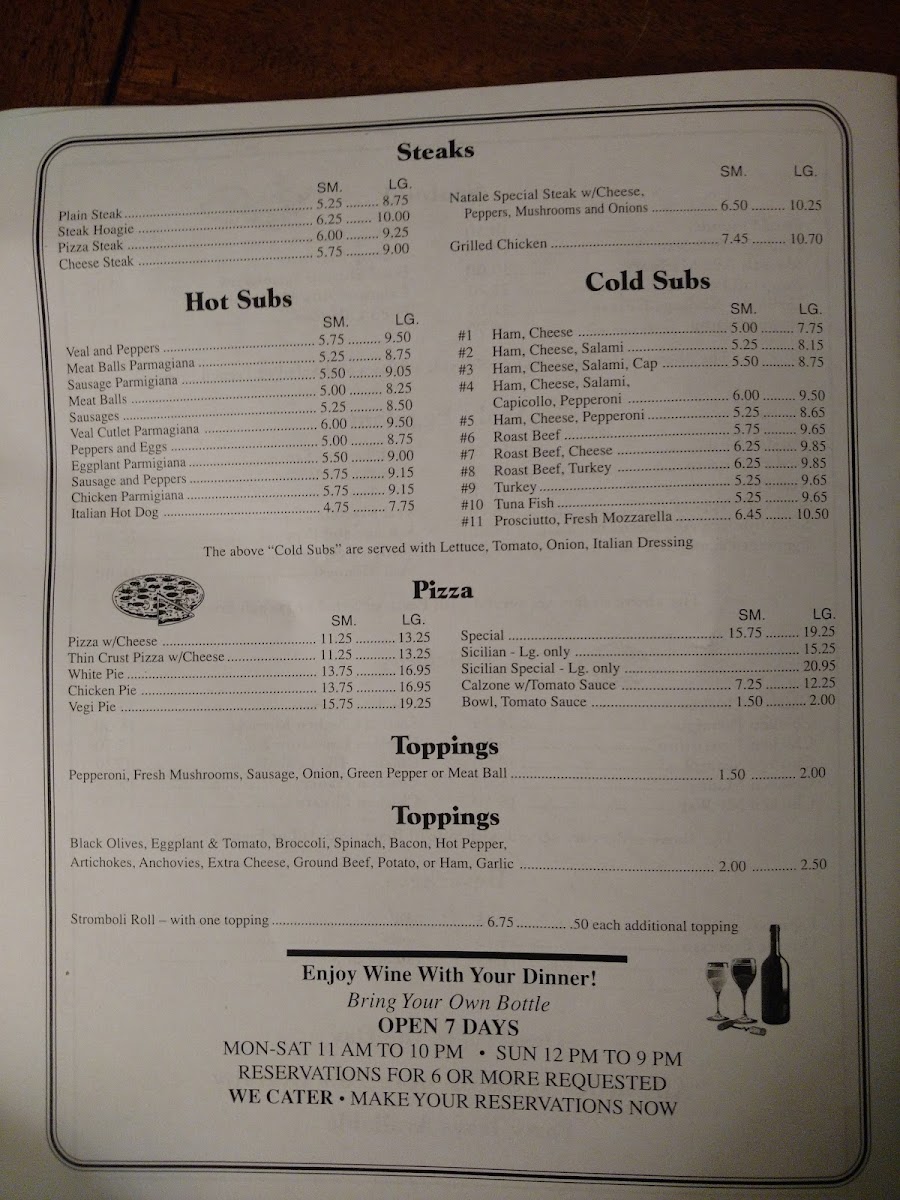 Steaks
SM. LG.
Plain Steak 5.25 8.75
Steak Hoagie 6.25 10.00
Pizza Steak 6.00 9.25
Cheese Steak 5.75 9.00
SM. LG.
Natale Special Steak w/Cheese,
Peppers, Mushrooms and Onions 6.50 10.25
Grilled Chicken 7.45 10.70
Hot Subs
SM. LG.
Veal and Peppers 5.75 9.50
Meat Balls Parmagiana 5.25 8.75
Sausage Parmigiana 5.50 9.05
Meat Balls 5.00 8.25
Sausages 5.25 8.50
Veal Cutlet Parmagiana 6.00 9.50
Peppers and Eggs 5.00 8.75
Eggplant Parmigiana 5.50 9.00
Sausage and Peppers 5.75 9.15
Chicken Parmigiana 5.75 9.15
Italian Hot Dog 4.75 7.75
Cold Subs
SM. LG.
#1 Ham, Cheese 5.00 7.75
#2 Ham, Cheese, Salami 5.25 8.15
#3 Ham, Cheese, Salami, Cap 5.50 8.75
#4 Ham, Cheese, Salami,
Capicollo, Pepperoni 6.00 9.50
#5 Ham, Cheese, Pepperoni 5.25 8.65
#6 Roast Beef 5.75 9.65
#7 Roast Beef, Cheese 6.25 9.85
#8 Roast Beef, Turkey 6.25 9.85
#9 Turkey 5.25 9.65
#10 Tuna Fish 5.25 9.65
#11 Prosciutto, Fresh Mozzarella 6.45 10.50
The above “Cold Subs” are served with Lettuce, Tomato, Onion, Italian Dressing
Pizza
SM. LG.
Pizza w/Cheese 11.25 13.25
Thin Crust Pizza w/Cheese 11.25 13.25
White Pie 13.75 16.95
Chicken Pie 13.75 16.95
Vegi Pie 15.75 19.25
SM. LG.
Special 15.75 19.25
Sicilian - Lg. only 15.25
Sicilian Special - Lg. only 20.95
Calzone w/Tomato Sauce 7.25 12.25
Bowl, Tomato Sauce 1.50 2.00
Toppings
Pepperoni, Fresh Mushrooms, Sausage, Onion, Green Pepper or Meat Ball 1.50 2.00
Toppings
Black Olives, Eggplant & Tomato, Broccoli, Spinach, Bacon, Hot Pepper,
Artichokes, Anchovies, Extra Cheese, Ground Beef, Potato, or Ham, Garlic 2.00 2.50
Stromboli Roll – with one topping 6.75 .50 each additional topping
Enjoy Wine With Your Dinner!
Bring Your Own Bottle
OPEN 7 DAYS
MON-SAT 11 AM TO 10 PM • SUN 12 PM TO 9 PM
RESERVATIONS FOR 6 OR MORE REQUESTED
WE CATER • MAKE YOUR RESERVATIONS NOW